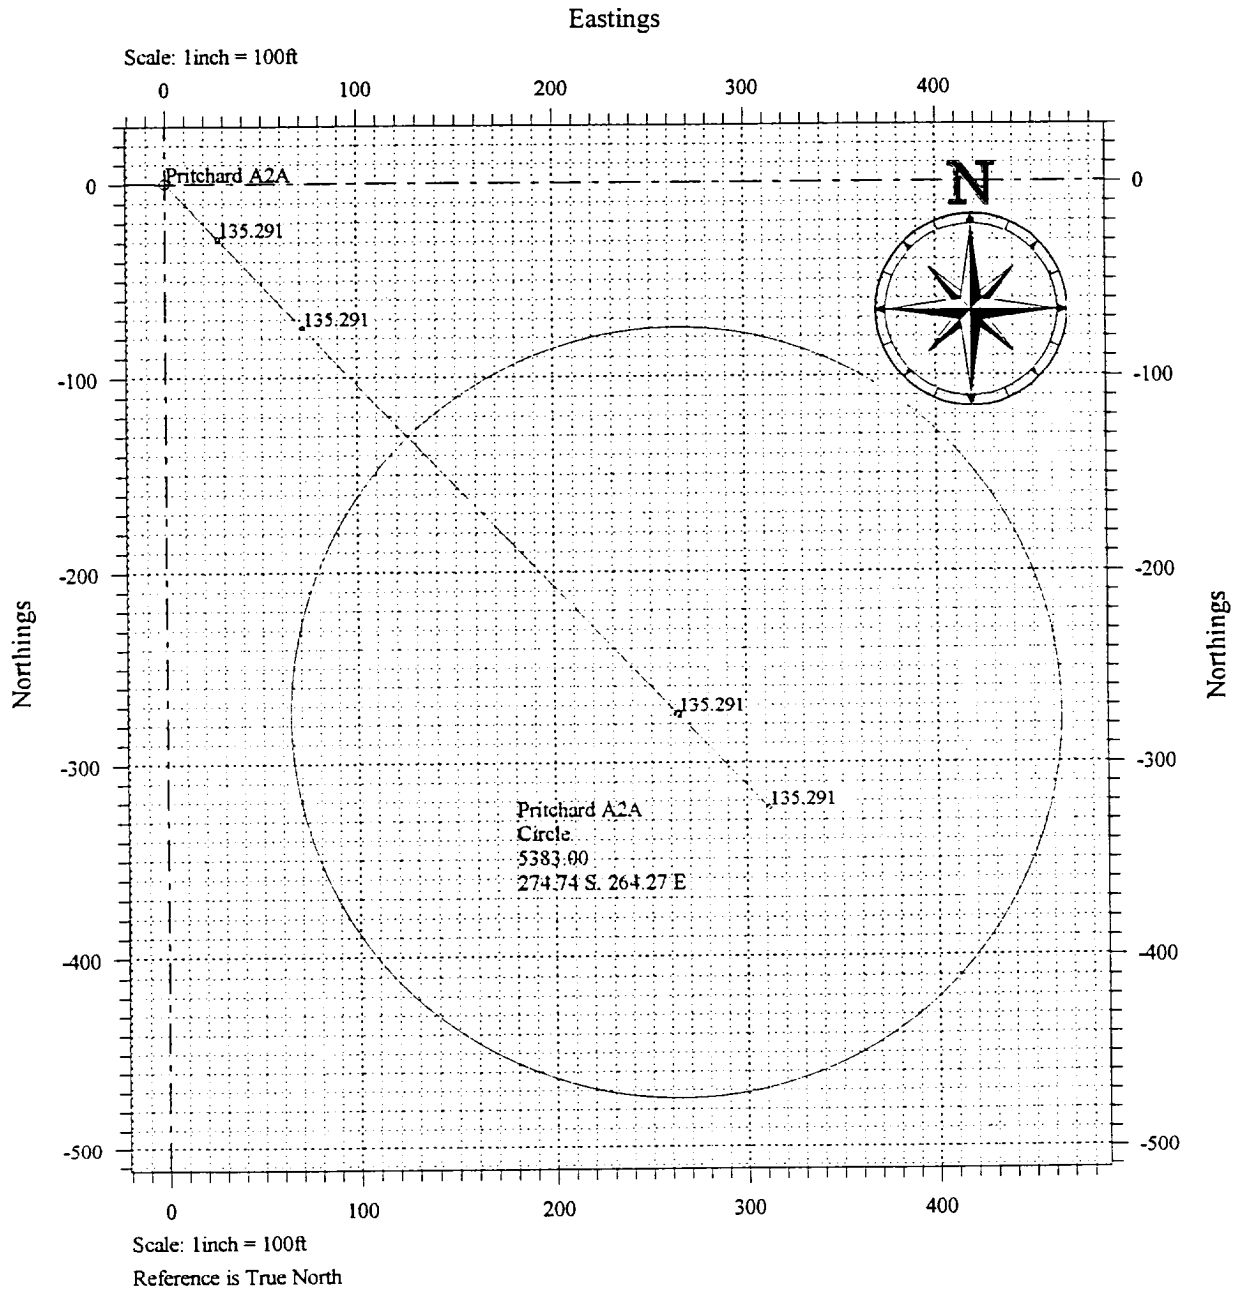 Eastings
Scale: 1inch = 100ft
0 100 200 300 400
N
Pritchard A2A
0 0
135.291
135.291
-100 -100
-200 -200
Northings Northings
135.291
-300 -300
135.291
Pritchard A2A
Circle
5383.00
274.74 S. 264.27 E
-400 -400
-500 -500
0 100 200 300 400
Scale: 1inch = 100ft
Reference is True North